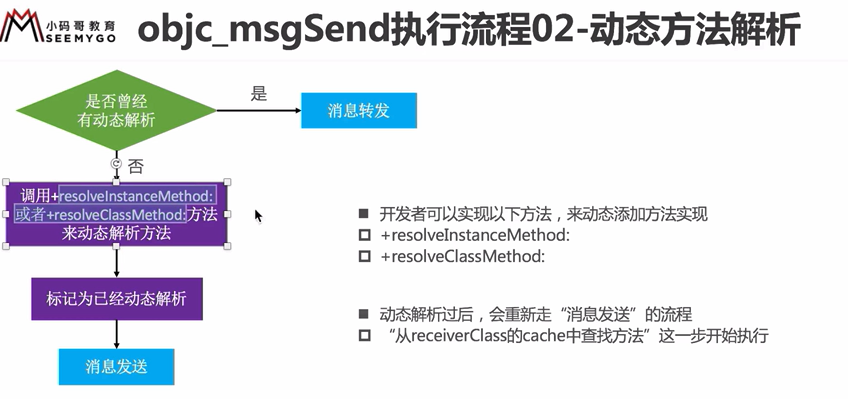 小码哥教育
SEEMYGO
objc_msgSend执行流程02-动态方法解析
是否曾经
有动态解析
是
消息转发
否
调用+resolveInstanceMethod:
或者+resolveClassMethod:方法
来动态解析方法
标记为已经动态解析
消息发送
开发者可以实现以下方法，来动态添加方法实现
+resolveInstanceMethod:
+resolveClassMethod:
动态解析过后，会重新走“消息发送”的流程
“从receiverClass的cache中查找方法”这一步开始执行